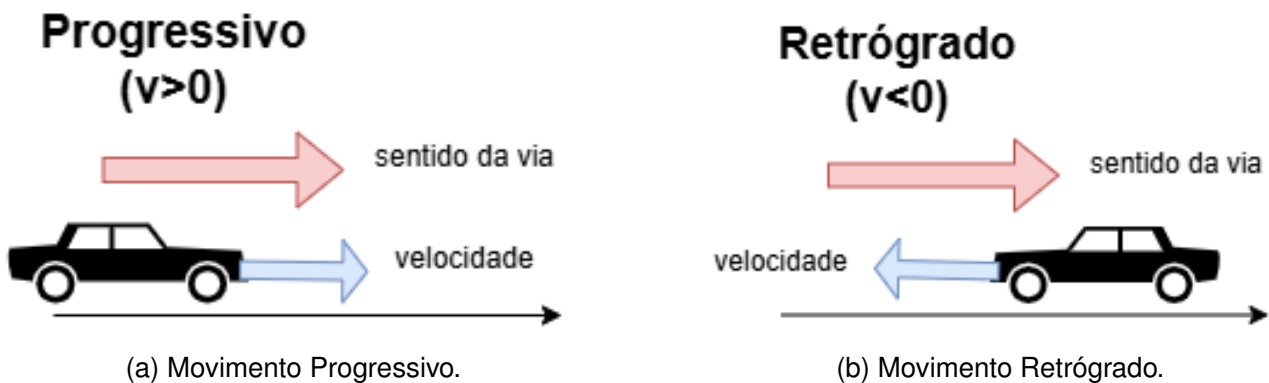 Progressivo
(v>0)
sentido da via
velocidade
(a) Movimento Progressivo.
Retrógrado
(v<0)
sentido da via
velocidade
(b) Movimento Retrógrado.